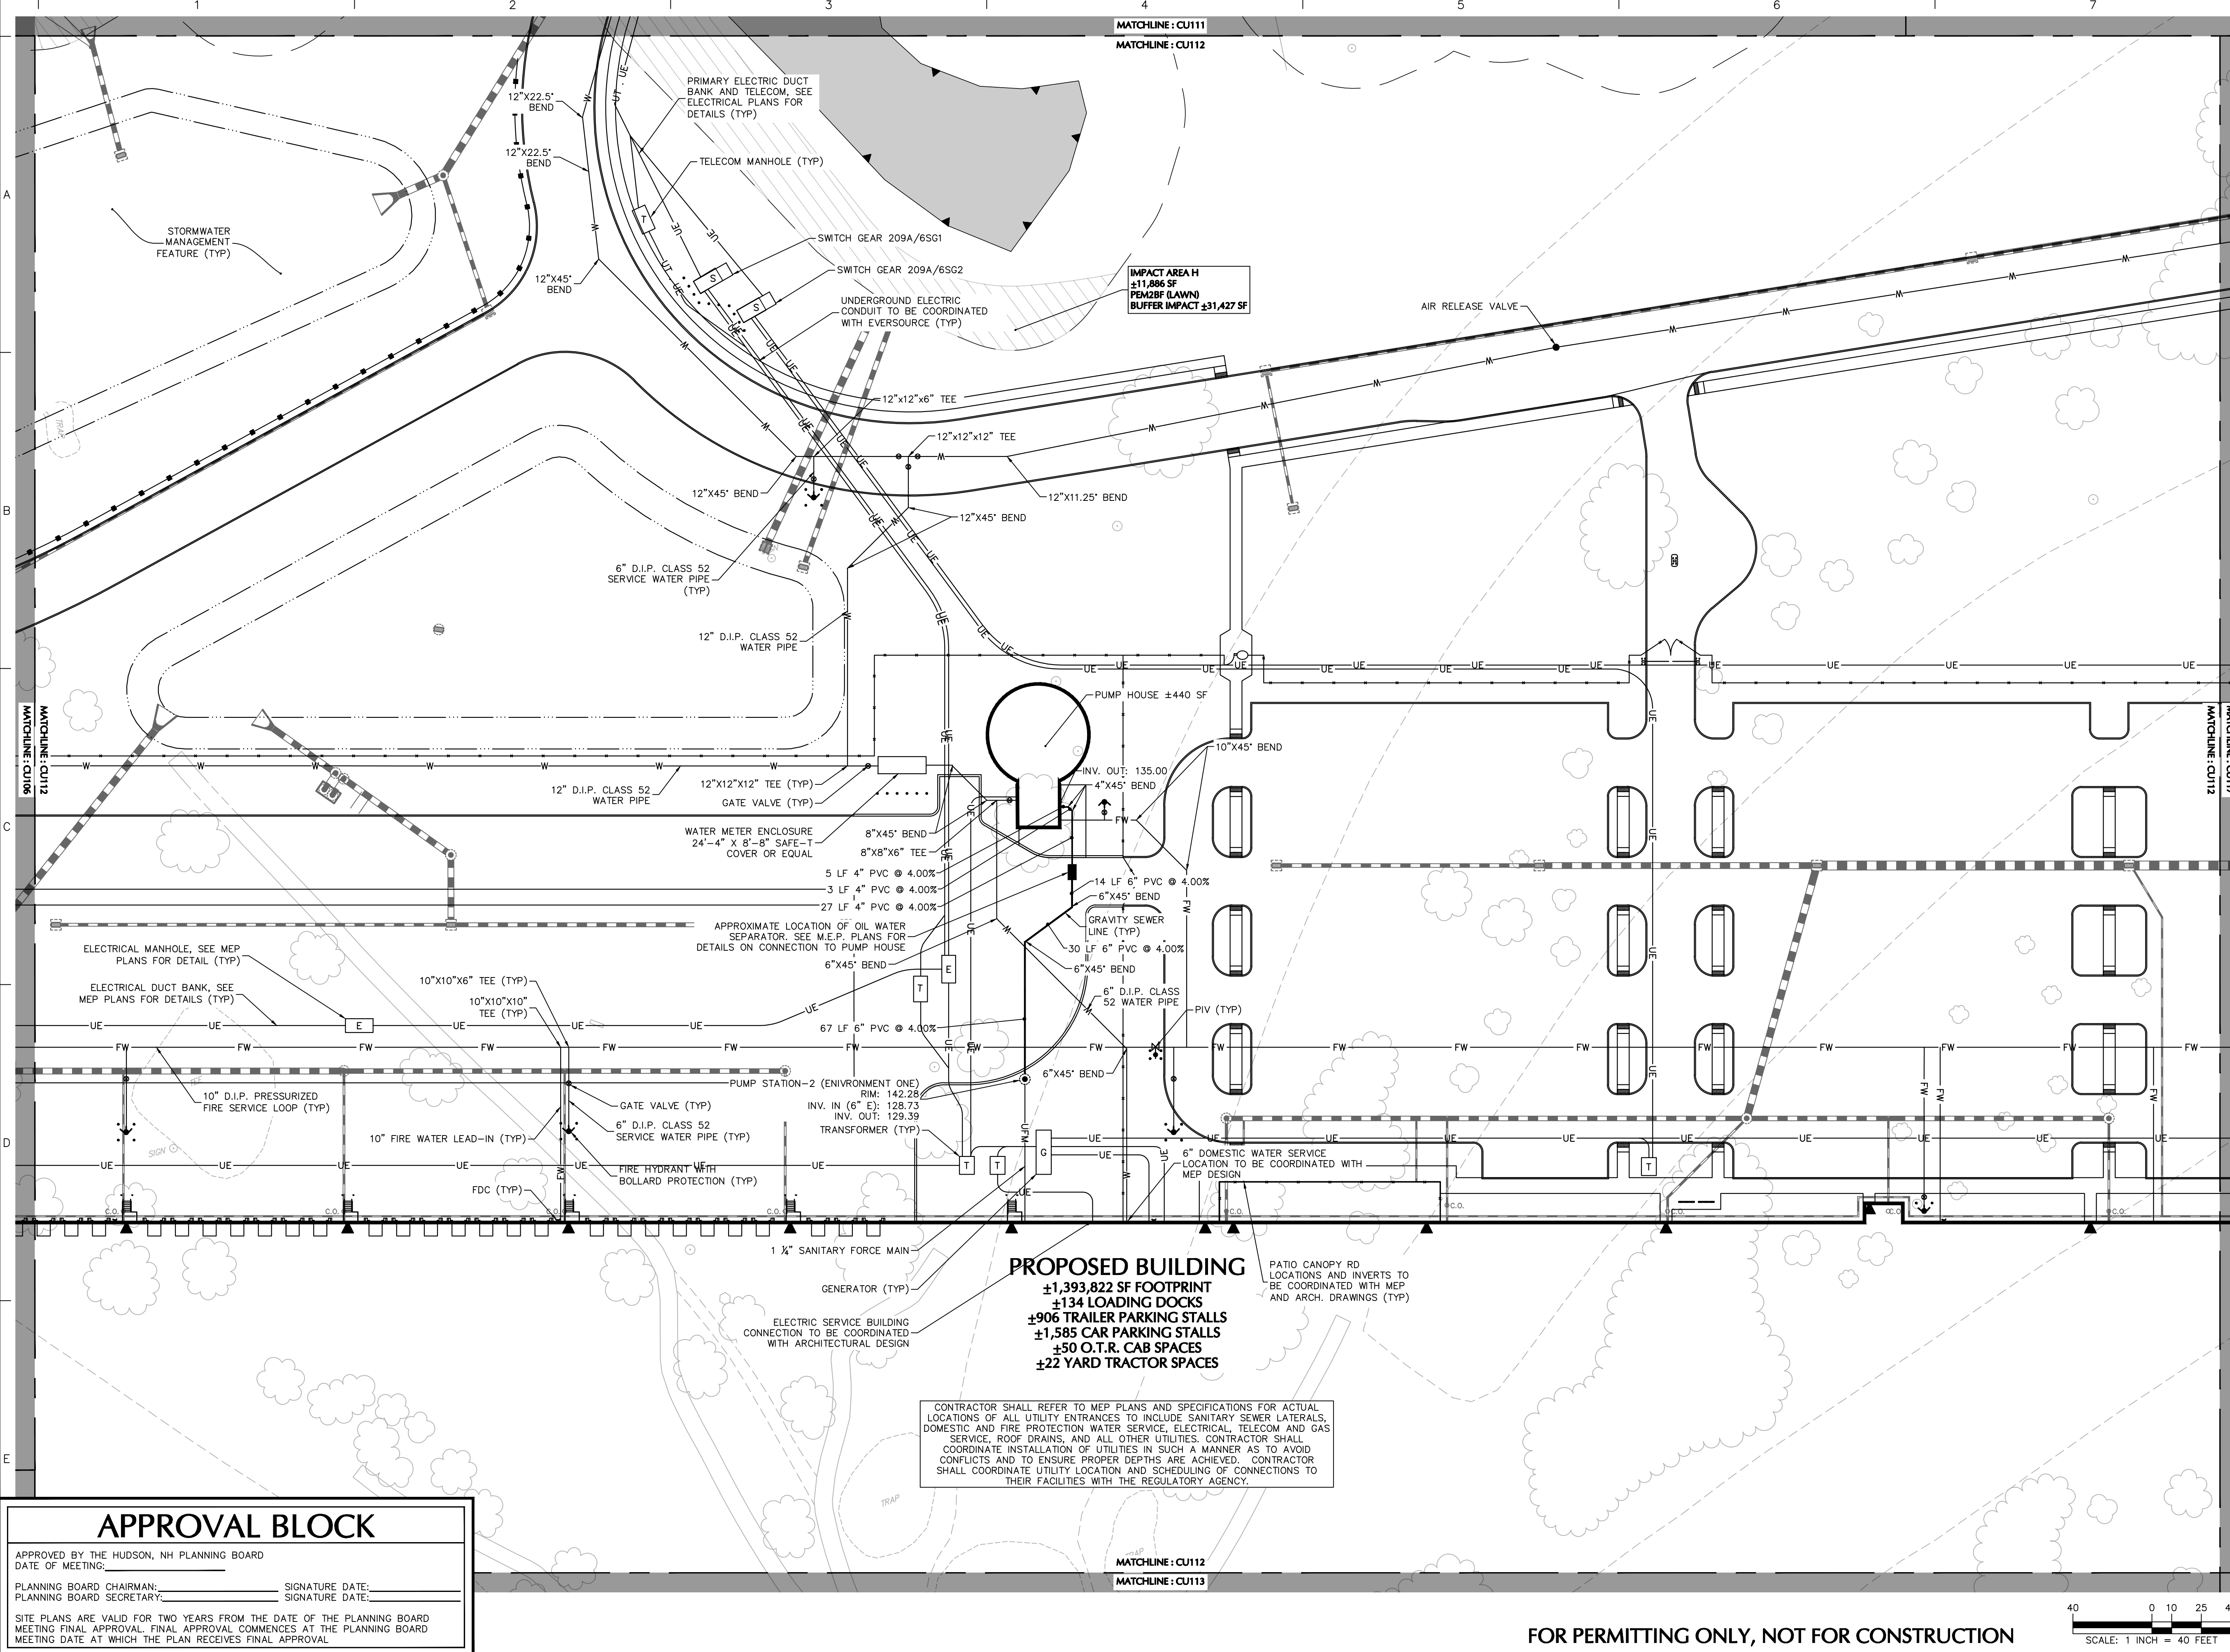 1 2 3 4 5 6 7
MATCHLINE : CU111
MATCHLINE : CU112
A
B
C
D
E
12"X22.5°
BEND
12"X22.5°
BEND
PRIMARY ELECTRIC DUCT
BANK AND TELECOM, SEE
ELECTRICAL PLANS FOR
DETAILS (TYP)
TELECOM MANHOLE (TYP)
STORMWATER
MANAGEMENT
FEATURE (TYP)
SWITCH GEAR 209A/6SG1
SWITCH GEAR 209A/6SG2
12"X45°
BEND
UNDERGROUND ELECTRIC
CONDUIT TO BE COORDINATED
WITH EVERSOURCE (TYP)
IMPACT AREA H
±11,886 SF
PEM2BF (LAWN)
BUFFER IMPACT ±31,427 SF
AIR RELEASE VALVE
12"x12"x6" TEE
12"x12"x12" TEE
12"X45° BEND
12"X11.25° BEND
12"X45° BEND
6" D.I.P. CLASS 52
SERVICE WATER PIPE
(TYP)
12" D.I.P. CLASS 52
WATER PIPE
PUMP HOUSE ±440 SF
MATCHLINE : CU106
MATCHLINE : CU112
MATCHLINE : CU112
10"X45° BEND
INV. OUT: 135.00
4"X45° BEND
12" D.I.P. CLASS 52
WATER PIPE
12"X12"X12" TEE (TYP)
GATE VALVE (TYP)
WATER METER ENCLOSURE
24'-4" X 8'-8" SAFE-T
COVER OR EQUAL
8"X45° BEND
8"X8"X6" TEE
5 LF 4" PVC @ 4.00%
3 LF 4" PVC @ 4.00%
27 LF 4" PVC @ 4.00%
14 LF 6" PVC @ 4.00%
6"X45° BEND
GRAVITY SEWER
LINE (TYP)
30 LF 6" PVC @ 4.00%
APPROXIMATE LOCATION OF OIL WATER
SEPARATOR. SEE M.E.P. PLANS FOR
DETAILS ON CONNECTION TO PUMP HOUSE
6"X45° BEND
6"X45° BEND
ELECTRICAL MANHOLE, SEE MEP
PLANS FOR DETAIL (TYP)
ELECTRICAL DUCT BANK, SEE
MEP PLANS FOR DETAILS (TYP)
10"X10"X6" TEE (TYP)
10"X10"X10"
TEE (TYP)
6" D.I.P. CLASS
52 WATER PIPE
PIV (TYP)
67 LF 6" PVC @ 4.00%
6"X45° BEND
10" D.I.P. PRESSURIZED
FIRE SERVICE LOOP (TYP)
PUMP STATION-2 (ENIVRONMENT ONE)
RIM: 142.28
INV. IN (6" E): 128.73
INV. OUT: 129.39
TRANSFORMER (TYP)
GATE VALVE (TYP)
6" D.I.P. CLASS 52
SERVICE WATER PIPE (TYP)
10" FIRE WATER LEAD-IN (TYP)
FIRE HYDRANT WITH
BOLLARD PROTECTION (TYP)
FDC (TYP)
6" DOMESTIC WATER SERVICE
LOCATION TO BE COORDINATED WITH
MEP DESIGN
1 ¼" SANITARY FORCE MAIN
GENERATOR (TYP)
ELECTRIC SERVICE BUILDING
CONNECTION TO BE COORDINATED
WITH ARCHITECTURAL DESIGN
PROPOSED BUILDING
±1,393,822 SF FOOTPRINT
±134 LOADING DOCKS
±906 TRAILER PARKING STALLS
±1,585 CAR PARKING STALLS
±50 O.T.R. CAB SPACES
±22 YARD TRACTOR SPACES
PATIO CANOPY RD
LOCATIONS AND INVERTS TO
BE COORDINATED WITH MEP
AND ARCH. DRAWINGS (TYP)
CONTRACTOR SHALL REFER TO MEP PLANS AND SPECIFICATIONS FOR ACTUAL
LOCATIONS OF ALL UTILITY ENTRANCES TO INCLUDE SANITARY SEWER LATERALS,
DOMESTIC AND FIRE PROTECTION WATER SERVICE, ELECTRICAL, TELECOM AND GAS
SERVICE, ROOF DRAINS, AND ALL OTHER UTILITIES. CONTRACTOR SHALL
COORDINATE INSTALLATION OF UTILITIES IN SUCH A MANNER AS TO AVOID
CONFLICTS AND TO ENSURE PROPER DEPTHS ARE ACHIEVED. CONTRACTOR
SHALL COORDINATE UTILITY LOCATION AND SCHEDULING OF CONNECTIONS TO
THEIR FACILITIES WITH THE REGULATORY AGENCY.
TRAP
SIGN
MATCHLINE : CU112
MATCHLINE : CU113
APPROVAL BLOCK
APPROVED BY THE HUDSON, NH PLANNING BOARD
DATE OF MEETING:
PLANNING BOARD CHAIRMAN: SIGNATURE DATE:
PLANNING BOARD SECRETARY: SIGNATURE DATE:
SITE PLANS ARE VALID FOR TWO YEARS FROM THE DATE OF THE PLANNING BOARD
MEETING FINAL APPROVAL. FINAL APPROVAL COMMENCES AT THE PLANNING BOARD
MEETING DATE AT WHICH THE PLAN RECEIVES FINAL APPROVAL
FOR PERMITTING ONLY, NOT FOR CONSTRUCTION
40 0 10 25
SCALE: 1 INCH = 40 FEET